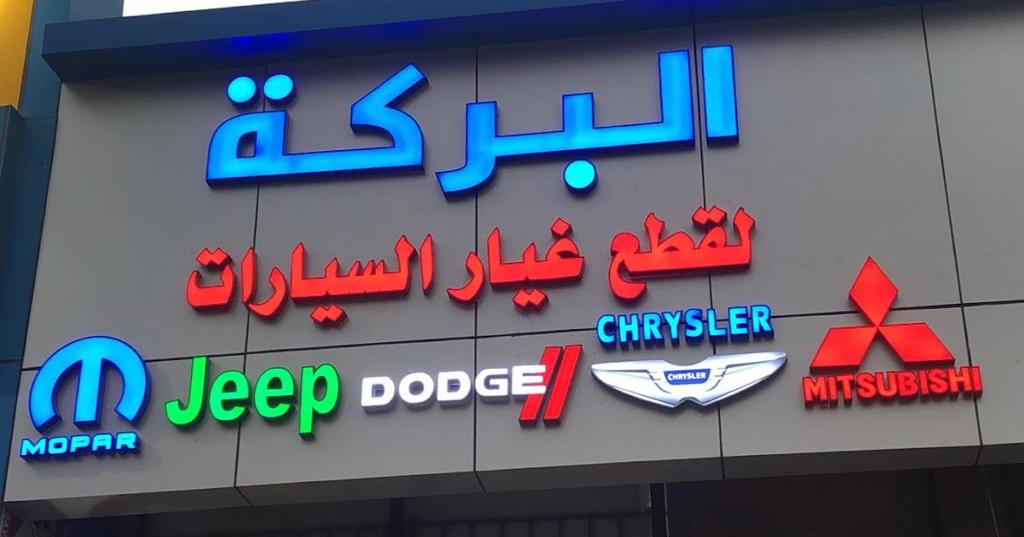 البركة
لقطع غيار السيارات
MOPAR
Jeep
DODGE
CHRYSLER
CHRYSLER
MITSUBISHI